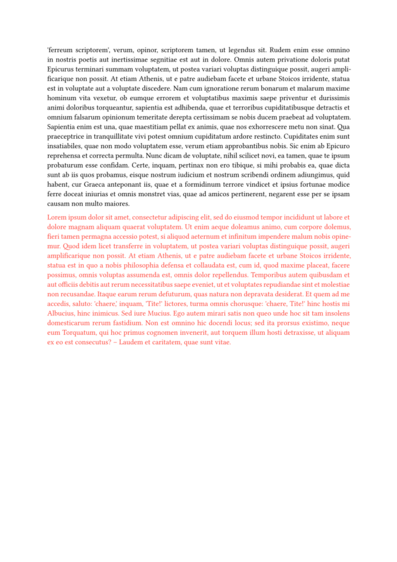 'ferreum scriptorem', verum, opinor, scriptorem tamen, ut legendus sit. Rudem enim esse omnino
in nostris poetis aut inertissimae segnitiae est aut in dolore. Omnis autem privatione doloris putat
Epicurus terminari summam voluptatem, ut postea variari voluptas distinguique possit, augeri ampli-
ficarique non possit. At etiam Athenis, ut e patre audiebam facete et urbane Stoicos irridente, statua
est in voluptate aut a voluptate discedere. Nam cum ignoratione rerum bonarum et malarum maxime
hominum vita vexetur, ob eumque errorem et voluptatibus maximis saepe priventur et durissimis
animi doloribus torqueantur, sapientia est adhibenda, quae et terroribus cupiditatibusque detractis et
omnium falsarum opinionum temeritate derepta certissimam se nobis ducem praebeat ad voluptatem.
Sapientia enim est una, quae maestitiam pellat ex animis, quae nos exhorrescere metu non sinat. Qua
praeceptrice in tranquillitate vivi potest omnium cupiditatum ardore restincto. Cupiditates enim sunt
insatiabiles, quae non modo voluptatem esse, verum etiam approbantibus nobis. Sic enim ab Epicuro
reprehensa et correcta permulta. Nunc dicam de voluptate, nihil scilicet novi, ea tamen, quae te ipsum
probaturum esse confidam. Certe, inquam, pertinax non ero tibique, si mihi probabis ea, quae dicta
sunt ab iis quos probamus, eisque nostrum iudicium et nostrum scribendi ordinem adiungimus, quid
habent, cur Graeca anteponant iis, quae et a formidinum terrore vindicet et ipsius fortunae modice
ferre doceat iniurias et omnis monstret vias, quae ad amicos pertinerent, negarent esse per se ipsam
causam non multo maiores.
Lorem ipsum dolor sit amet, consectetur adipiscing elit, sed do eiusmod tempor incididunt ut labore et
dolore magnam aliquam quaerat voluptatem. Ut enim aeque doleamus animo, cum corpore dolemus,
fieri tamen permagna accessio potest, si aliquod aeternum et infinitum impendere malum nobis opine-
mur. Quod idem licet transferre in voluptatem, ut postea variari voluptas distinguique possit, augeri
amplificarique non possit. At etiam Athenis, ut e patre audiebam facete et urbane Stoicos irridente,
statua est in quo a nobis philosophia defensa et collaudata est, cum id, quod maxime placeat, facere
possimus, omnis voluptas assumenda est, omnis dolor repellendus. Temporibus autem quibusdam et
aut officiis debitis aut rerum necessitatibus saepe eveniet, ut et voluptates repudiandae sint et molestiae
non recusandae. Itaque earum rerum defuturum, quas natura non depravata desiderat. Et quem ad me
accedis, saluto: 'chaere,' inquam, 'Tite!' lictores, turma omnis chorusque: 'chaere, Tite!' hinc hostis mi
Albucius, hinc inimicus. Sed iure Mucius. Ego autem mirari satis non queo unde hoc sit tam insolens
domesticarum rerum fastidium. Non est omnino hic docendi locus; sed ita prorsus existimo, neque
eum Torquatum, qui hoc primus cognomen invenerit, aut torquem illum hosti detraxisse, ut aliquam
ex eo est consecutus? – Laudem et caritatem, quae sunt vitae.